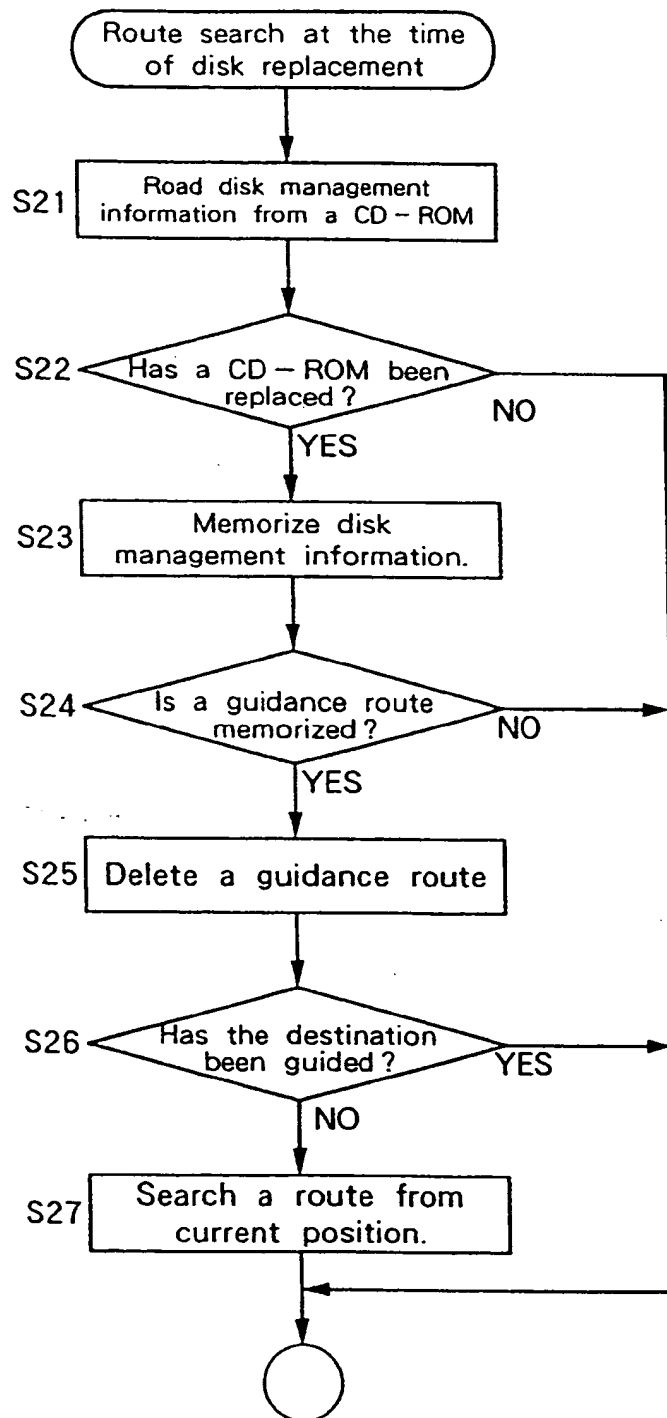 Route search at the time
of disk replacement
S21
Road disk management
information from a CD-ROM
S22
Has a CD-ROM been
replaced?
NO
YES
S23
Memorize disk
management information.
S24
Is a guidance route
memorized?
NO
YES
S25
Delete a guidance route
S26
Has the destination
been guided?
YES
NO
S27
Search a route from
current position.